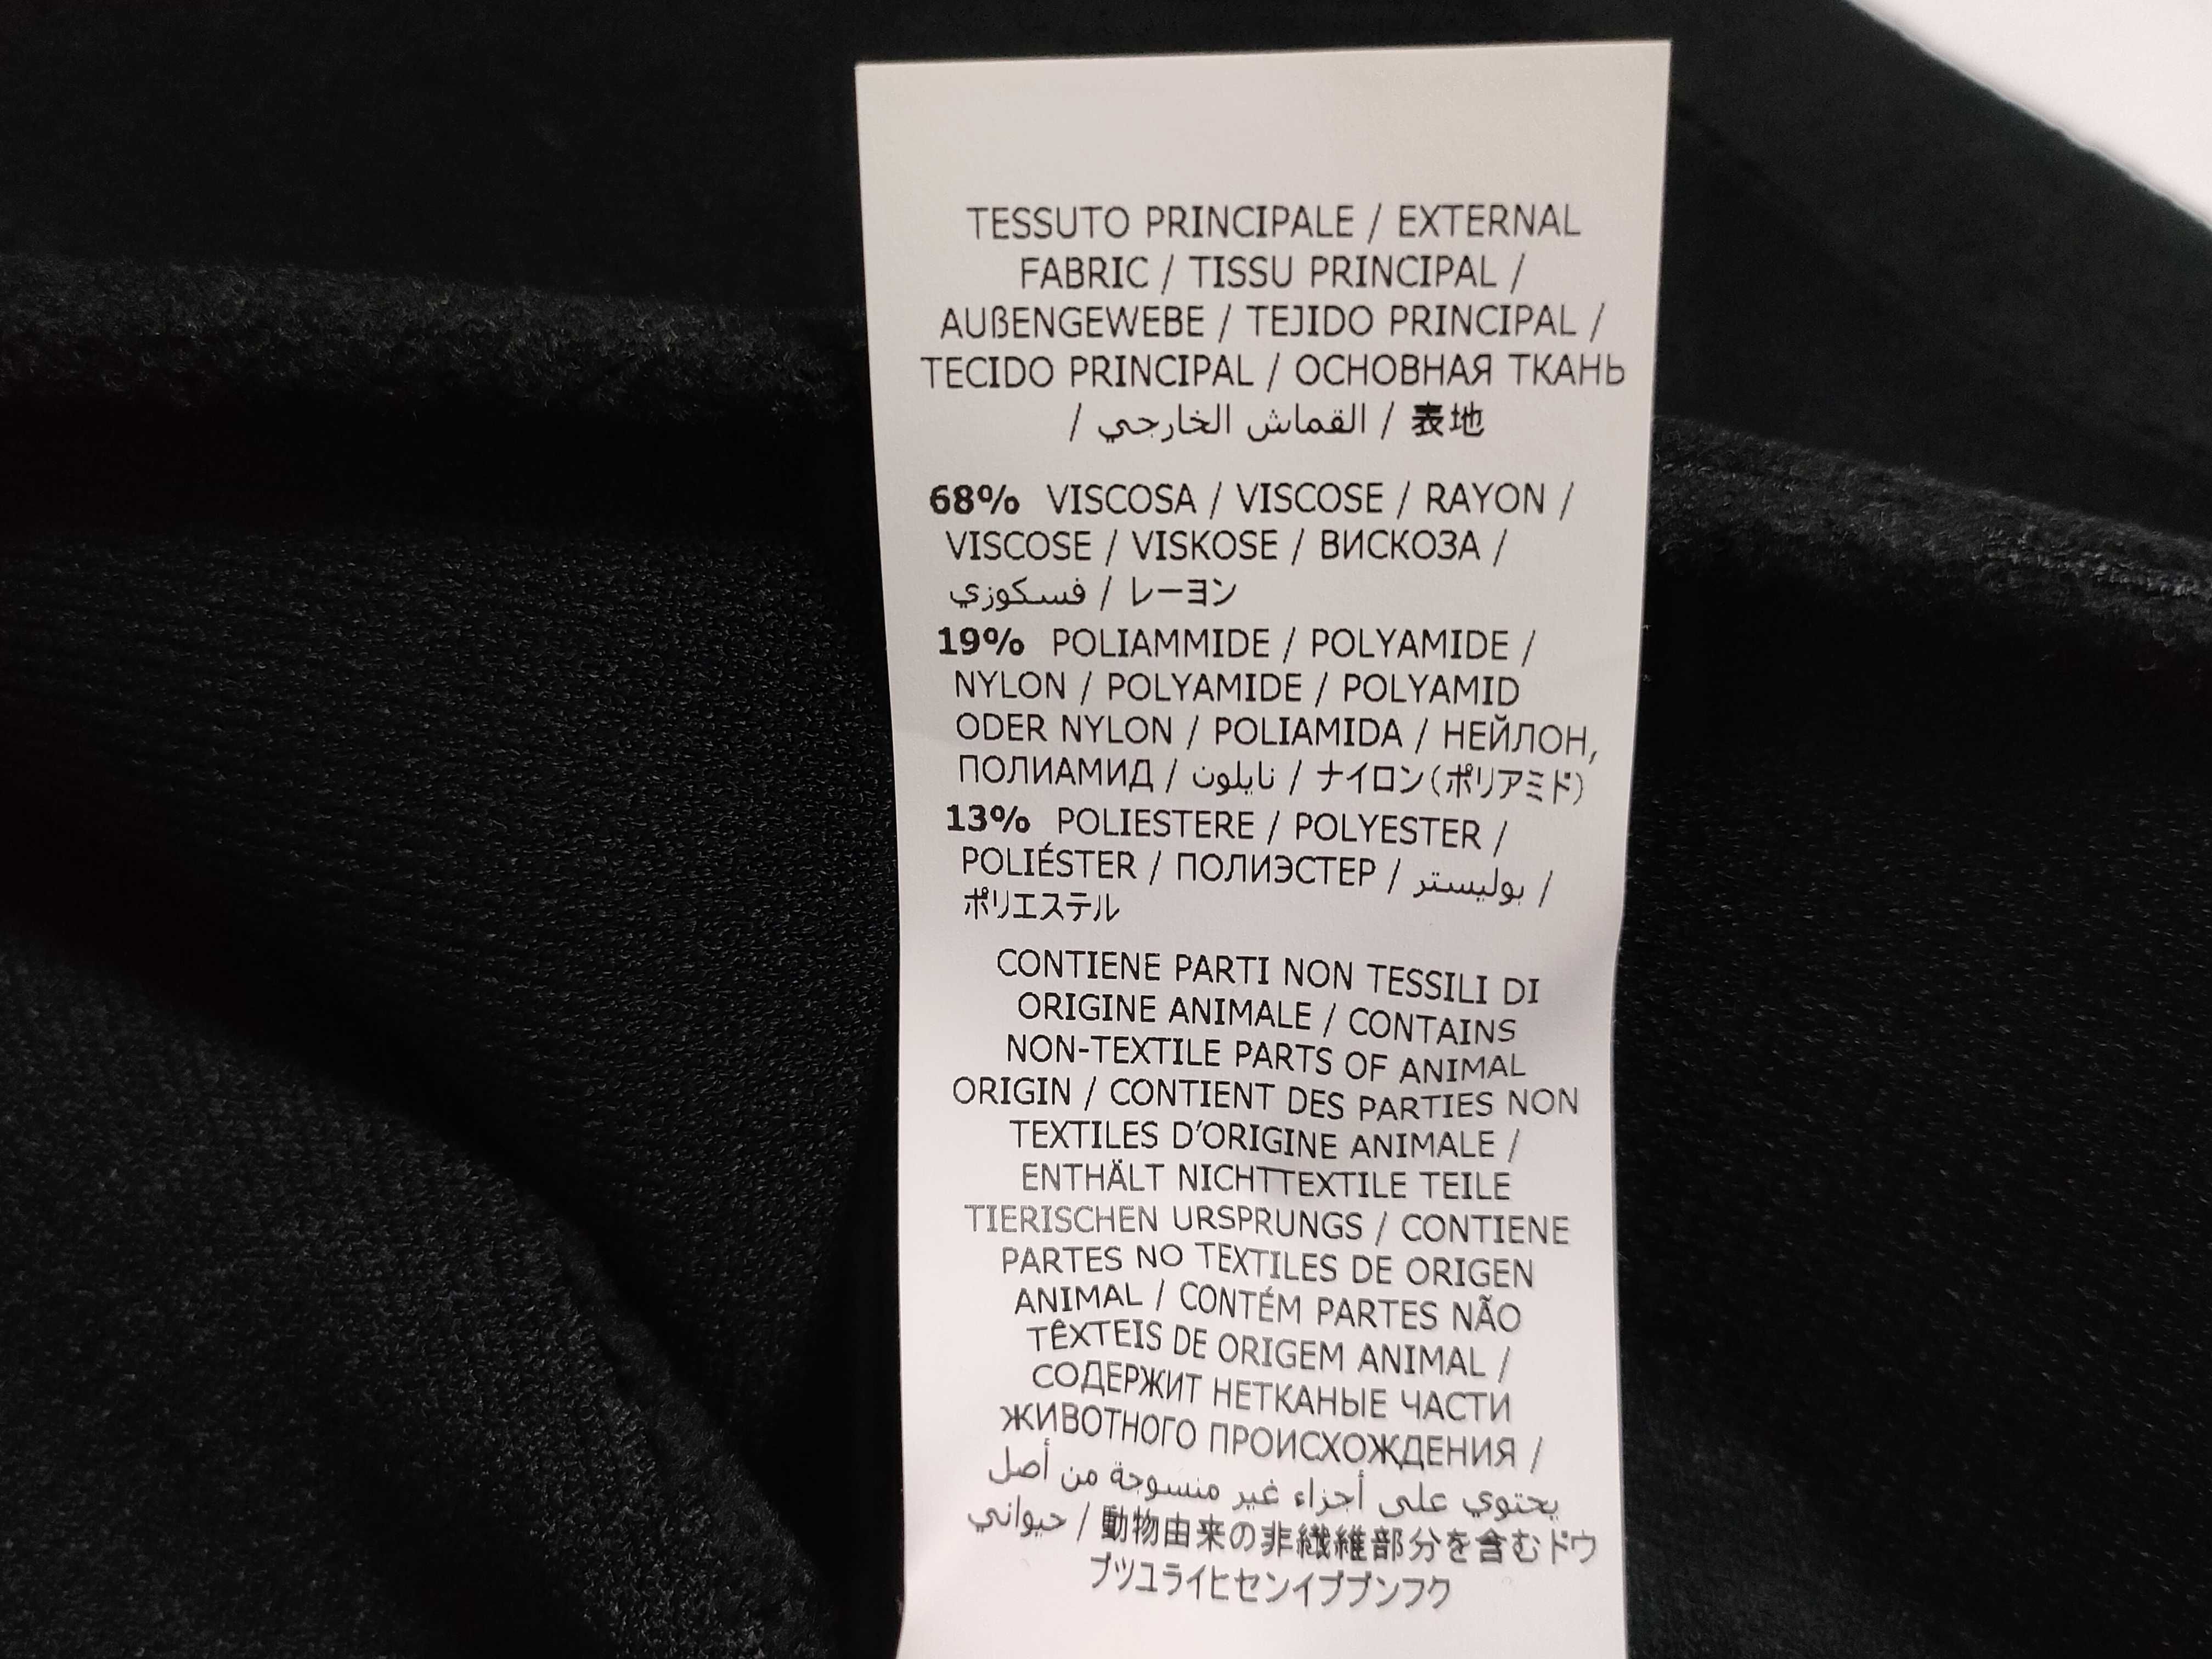 TESSUTO PRINCIPALE / EXTERNAL
FABRIC / TISSU PRINCIPAL /
AUßENGEWEBE / TEJIDO PRINCIPAL /
TECIDO PRINCIPAL / ОСНОВНАЯ ТКАНЬ
/ القماش الخارجي / 表地
68% VISCOSA / VISCOSE / RAYON /
VISCOSE / VISKOSE / ВИСКОЗА /
فسكوزي / レーヨン
19% POLIAMMIDE / POLYAMIDE /
NYLON / POLYAMIDE / POLYAMID
ODER NYLON / POLIAMIDA / НЕЙЛОН,
ПОЛИАМИД / نايلون / ナイロン(ポリアミド)
13% POLIESTERE / POLYESTER /
POLIÉSTER / ПОЛИЭСТЕР / بوليستر /
ポリエステル
CONTIENE PARTI NON TESSILI DI
ORIGINE ANIMALE / CONTAINS
NON-TEXTILE PARTS OF ANIMAL
ORIGIN / CONTIENT DES PARTIES NON
TEXTILES D'ORIGINE ANIMALE /
ENTHÄLT NICHTTEXTILE TEILE
TIERISCHEN URSPRUNGS / CONTIENE
PARTES NO TEXTILES DE ORIGEN
ANIMAL / CONTÉM PARTES NÃO
TÊXTEIS DE ORIGEM ANIMAL /
СОДЕРЖИТ НЕТКАНЫЕ ЧАСТИ
ЖИВОТНОГО ПРОИСХОЖДЕНИЯ /
يحتوي على أجزاء غير منسوجة من أصل
حيواني / 動物由来の非繊維部分を含むドウ
ブツユライヒセンイブブンフク